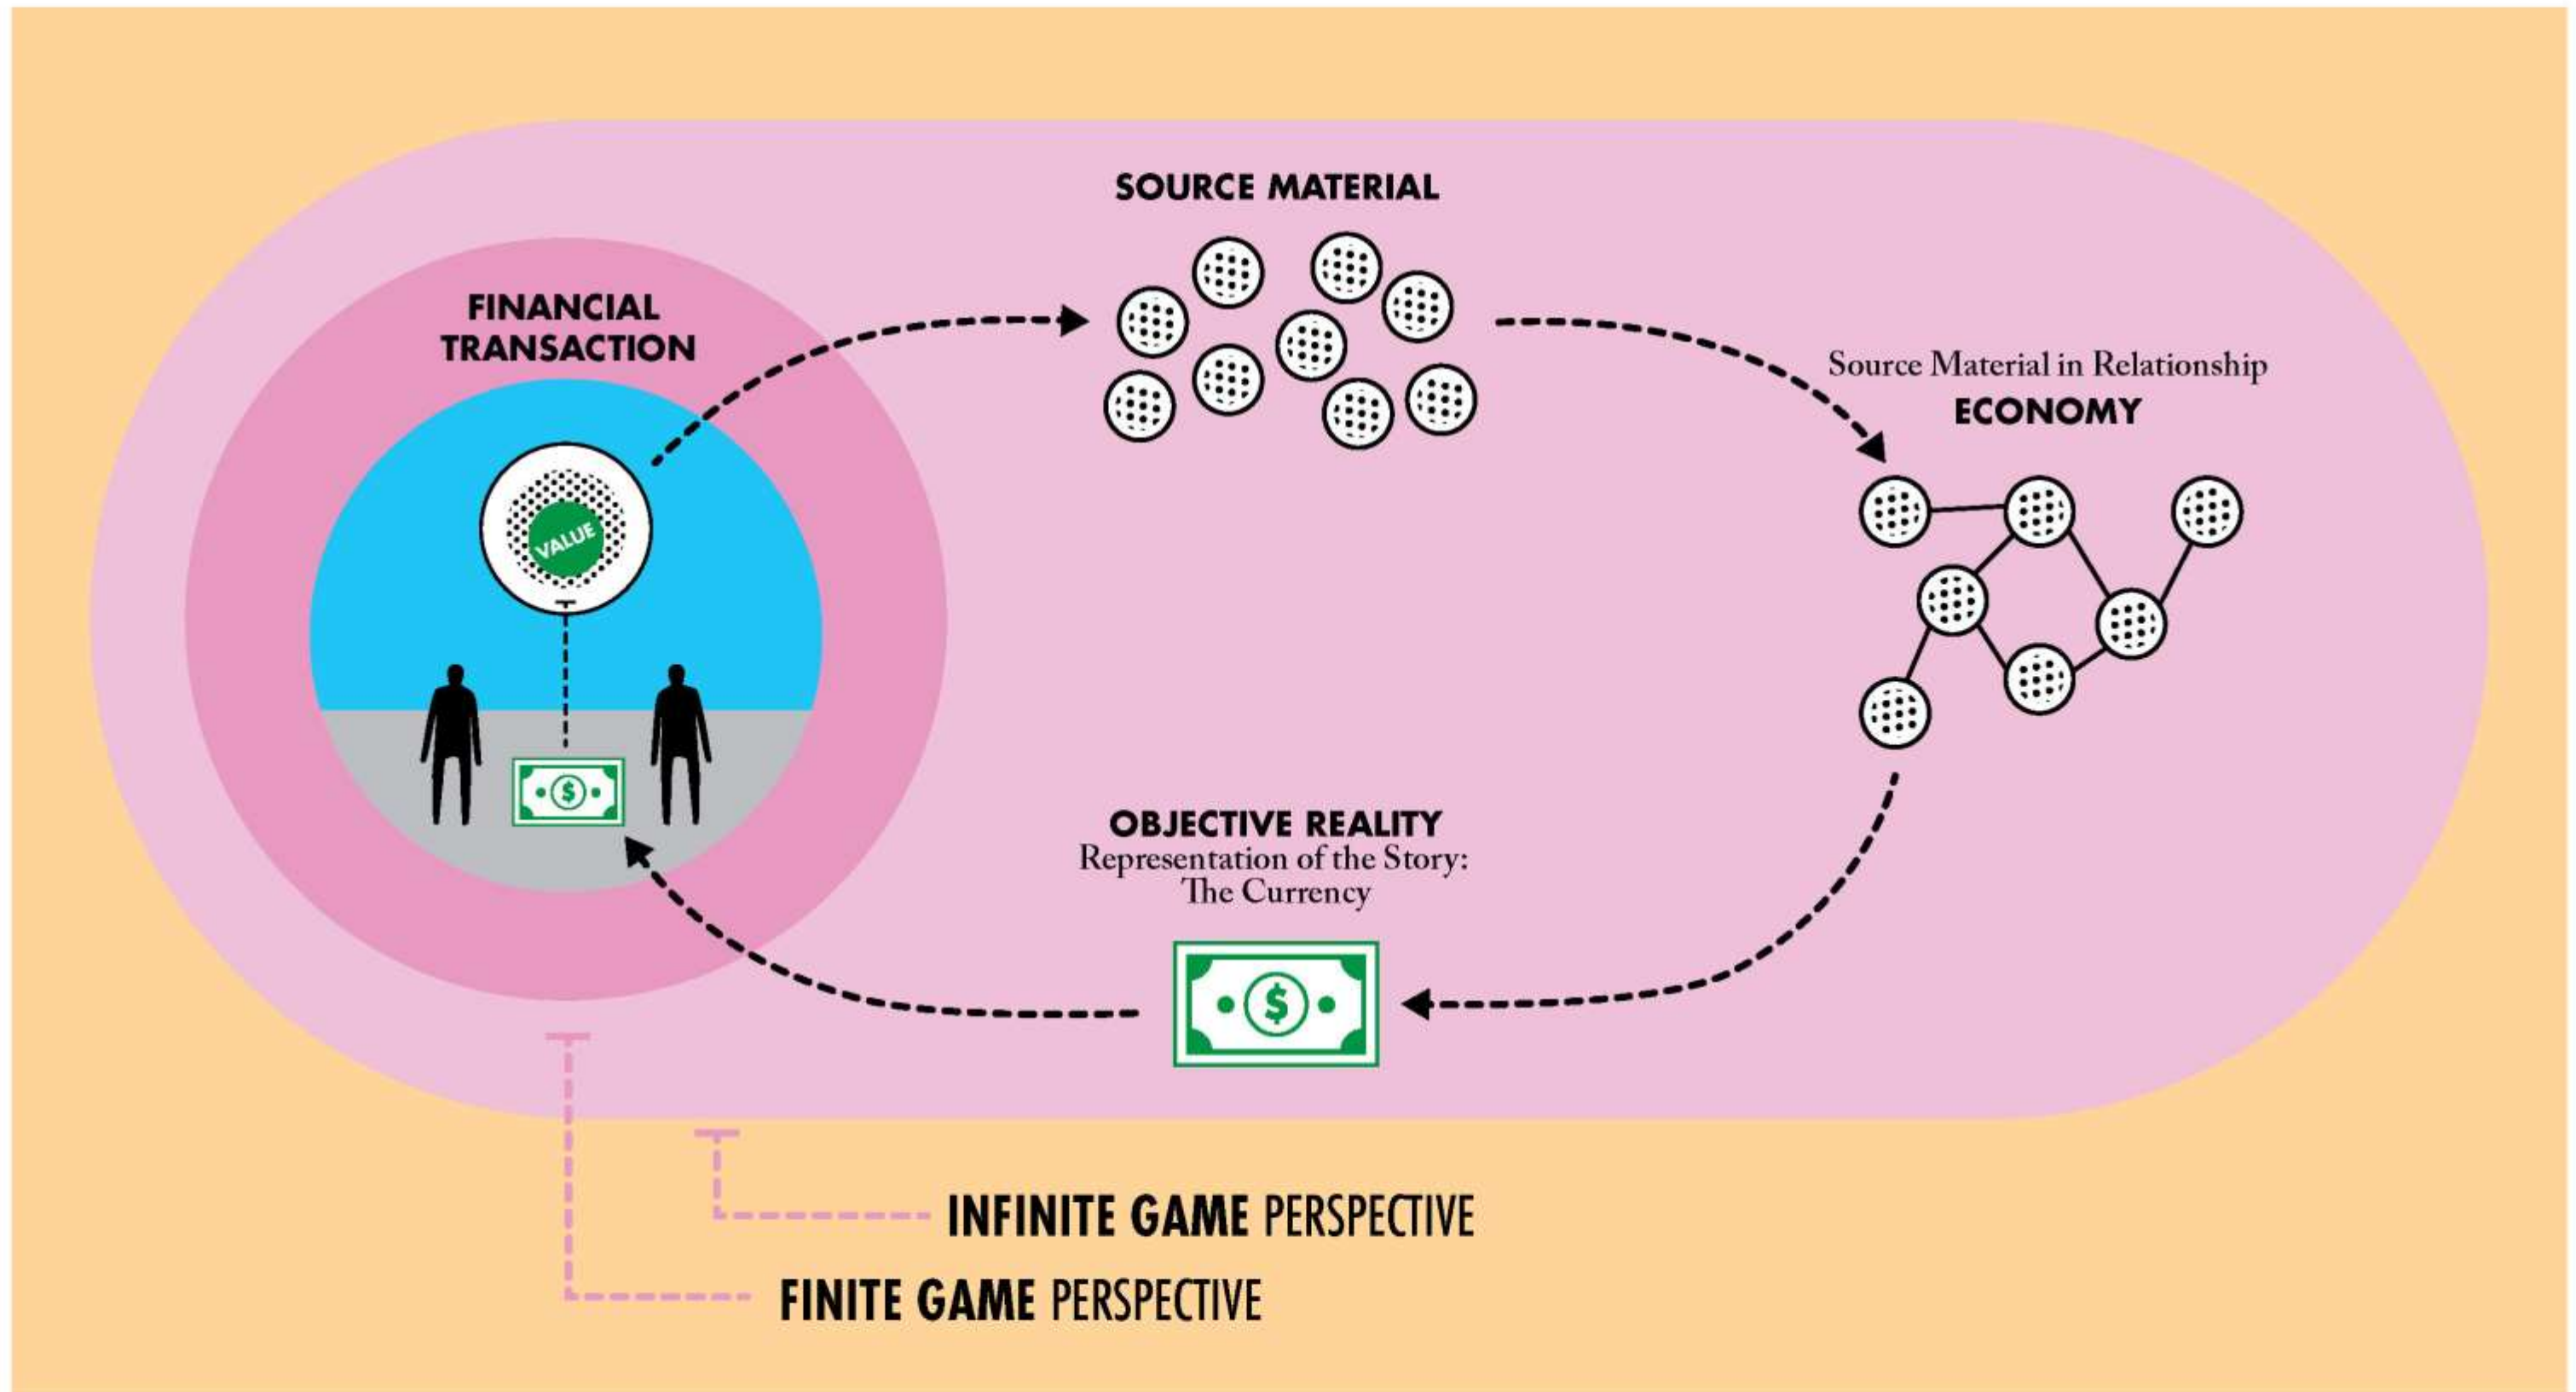 SOURCE MATERIAL
FINANCIAL
TRANSACTION
VALUE
$
Source Material in Relationship
ECONOMY
OBJECTIVE REALITY
Representation of the Story:
The Currency
$
INFINITE GAME PERSPECTIVE
FINITE GAME PERSPECTIVE